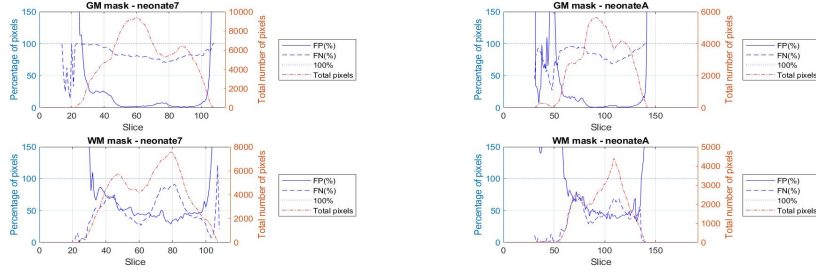 GM mask - neonate7
150
100
50
0
Percentage of pixels
10000
8000
6000
4000
2000
0
Total number of pixels
0 20 40 60 80 100
Slice
FP(%)
FN(%)
100%
Total pixels
GM mask - neonateA
150
100
50
0
Percentage of pixels
6000
4000
2000
0
Total number of pixels
0 50 100 150
Slice
FP(%)
FN(%)
100%
Total pixels
WM mask - neonate7
150
100
50
0
Percentage of pixels
8000
6000
4000
2000
0
Total number of pixels
0 20 40 60 80 100
Slice
FP(%)
FN(%)
100%
Total pixels
WM mask - neonateA
150
100
50
0
Percentage of pixels
5000
4000
3000
2000
1000
0
Total number of pixels
0 50 100 150
Slice
FP(%)
FN(%)
100%
Total pixels